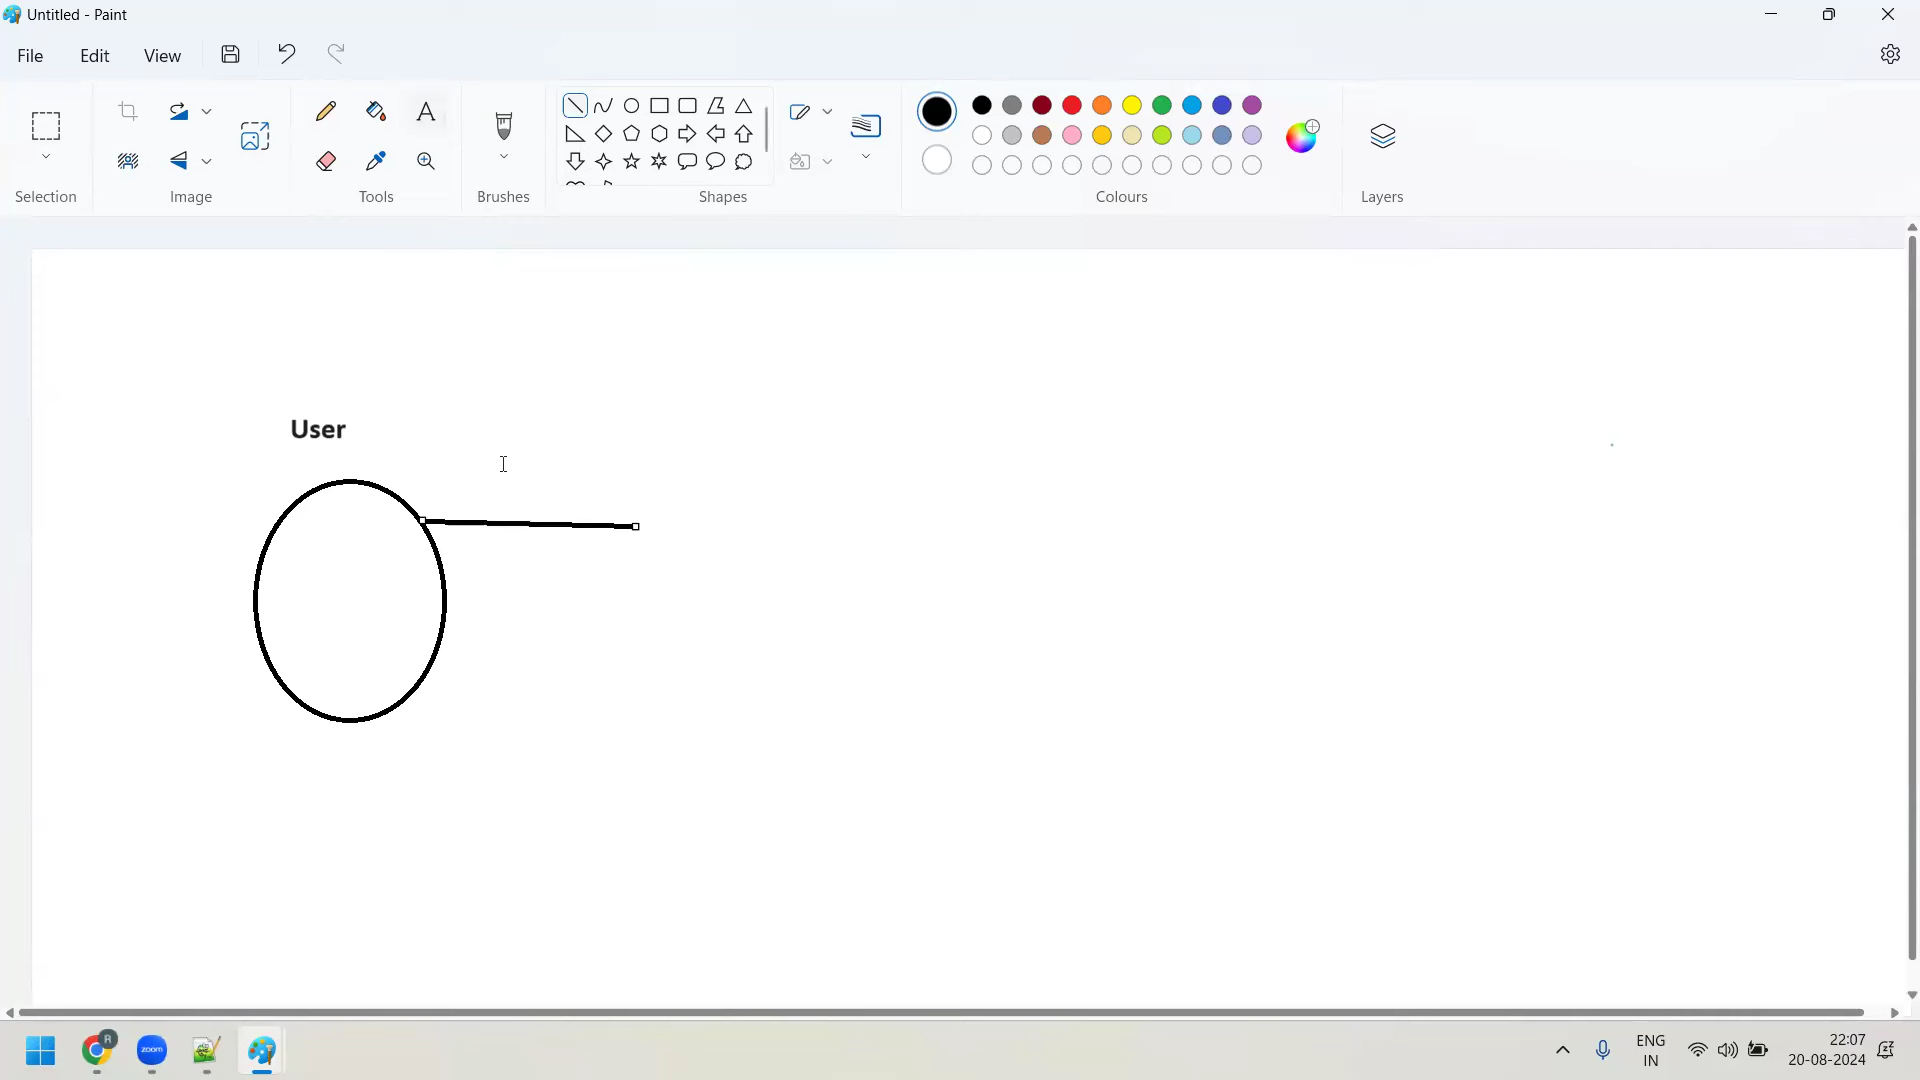 Untitled - Paint
File Edit View
Selection Image Tools Brushes Shapes Colours Layers
User
R
zoom
ENG
IN
22:07
20-08-2024